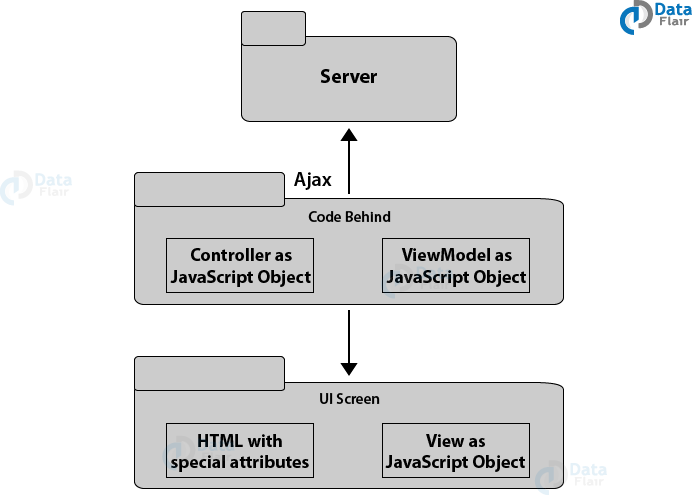 Data
Flair
Server
Data
Flair
Ajax
Code Behind
Controller as
JavaScript Object
ViewModel as
JavaScript Object
Data
UI Screen
HTML with
special attributes
View as
JavaScript Object
Data
Flair